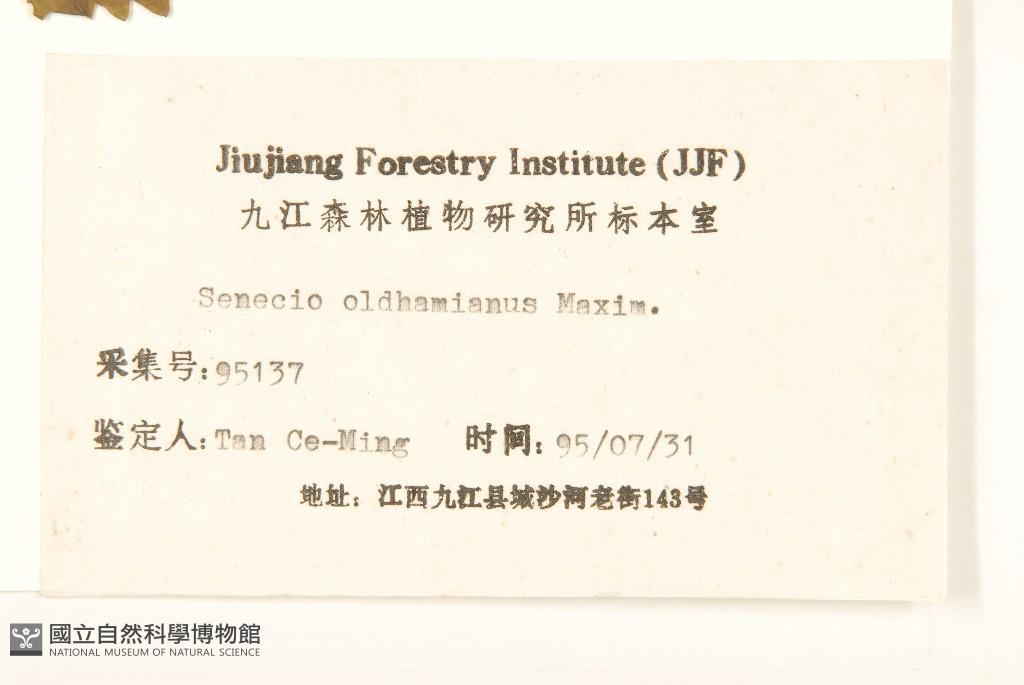 Jiujiang Forestry Institute (JJF)
九江森林植物研究所标本室
Senecio oldhamianus Maxim.
采集号:95137
鉴定人:Tan Ce-Ming 时间:95/07/31
地址:江西九江县城沙河老街143号
國立自然科學博物館
NATIONAL MUSEUM OF NATURAL SCIENCE